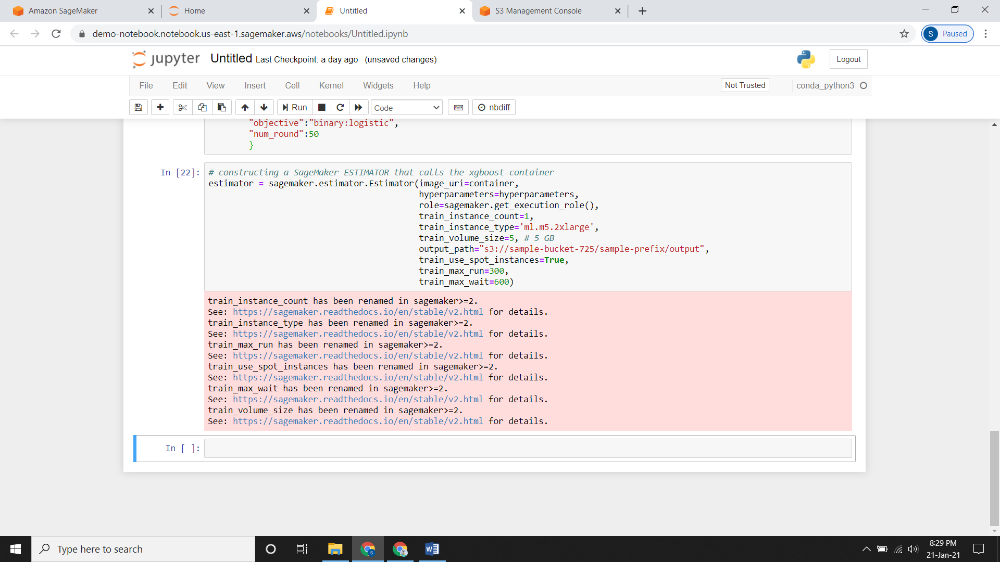 Amazon SageMaker
Home
Untitled
S3 Management Console
demo-notebook.notebook.us-east-1.sagemaker.aws/notebooks/Untitled.ipynb
S Paused
jupyter Untitled Last Checkpoint: a day ago (unsaved changes)
Logout
File Edit View Insert Cell Kernel Widgets Help
Not Trusted
conda_python3
Run
Code
nbdiff
"objective":"binary:logistic",
"num_round":50
}
In [22]:
# constructing a SageMaker ESTIMATOR that calls the xgboost-container
estimator = sagemaker.estimator.Estimator(image_uri=container,
hyperparameters=hyperparameters,
role=sagemaker.get_execution_role(),
train_instance_count=1,
train_instance_type='ml.m5.2xlarge',
train_volume_size=5, # 5 GB
output_path="s3://sample-bucket-725/sample-prefix/output",
train_use_spot_instances=True,
train_max_run=300,
train_max_wait=600)
train_instance_count has been renamed in sagemaker>=2.
See: https://sagemaker.readthedocs.io/en/stable/v2.html for details.
train_instance_type has been renamed in sagemaker>=2.
See: https://sagemaker.readthedocs.io/en/stable/v2.html for details.
train_max_run has been renamed in sagemaker>=2.
See: https://sagemaker.readthedocs.io/en/stable/v2.html for details.
train_use_spot_instances has been renamed in sagemaker>=2.
See: https://sagemaker.readthedocs.io/en/stable/v2.html for details.
train_max_wait has been renamed in sagemaker>=2.
See: https://sagemaker.readthedocs.io/en/stable/v2.html for details.
train_volume_size has been renamed in sagemaker>=2.
See: https://sagemaker.readthedocs.io/en/stable/v2.html for details.
In [ ]:
Type here to search
8:29 PM
21-Jan-21